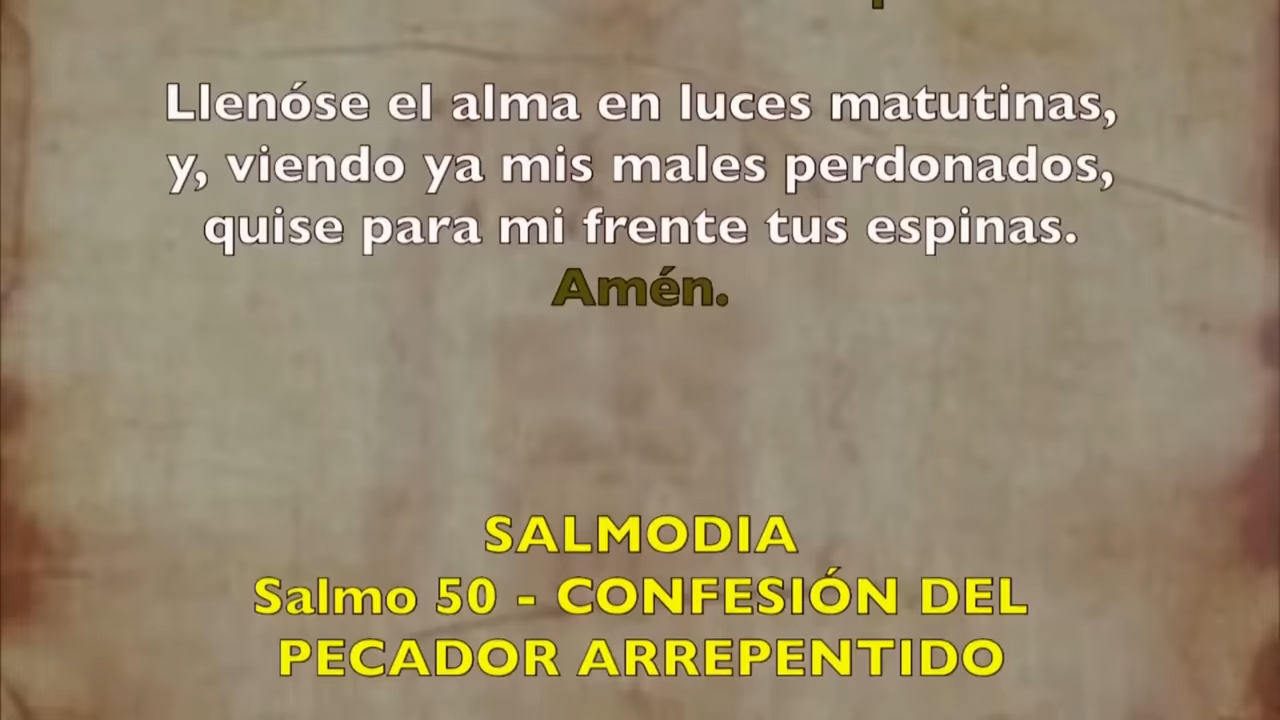 Llenóse el alma en luces matutinas,
y, viendo ya mis males perdonados,
quise para mi frente tus espinas.
Amén.
SALMODIA
Salmo 50 - CONFESIÓN DEL
PECADOR ARREPENTIDO